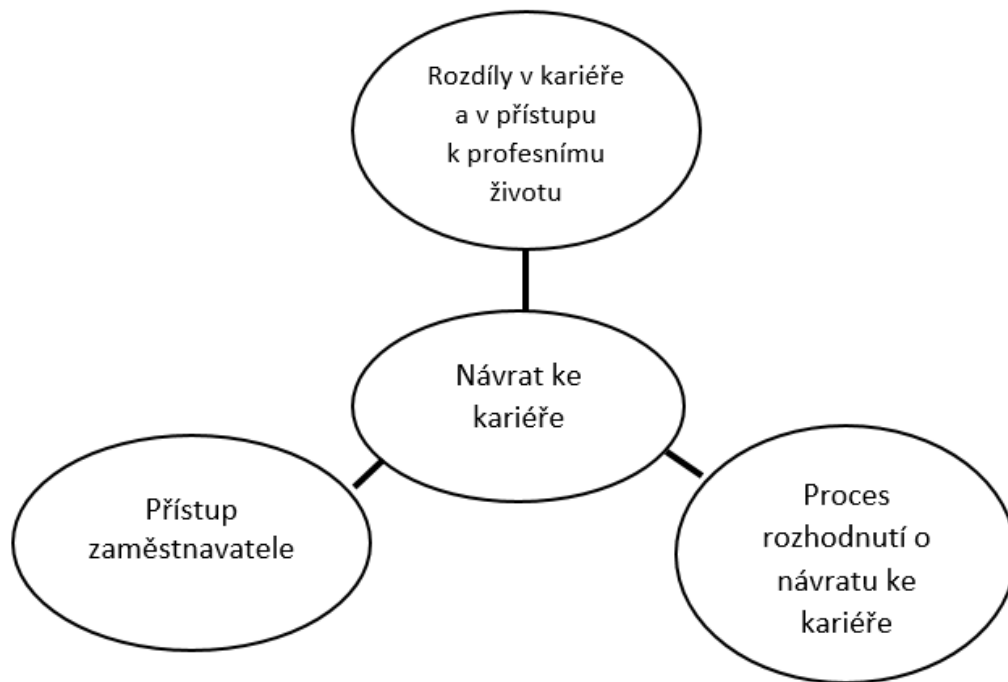 Rozdíly v kariéře
a v přístupu
k profesnímu
životu
Návrat ke
kariéře
Přístup
zaměstnavatele
Proces
rozhodnutí o
návratu ke
kariéře